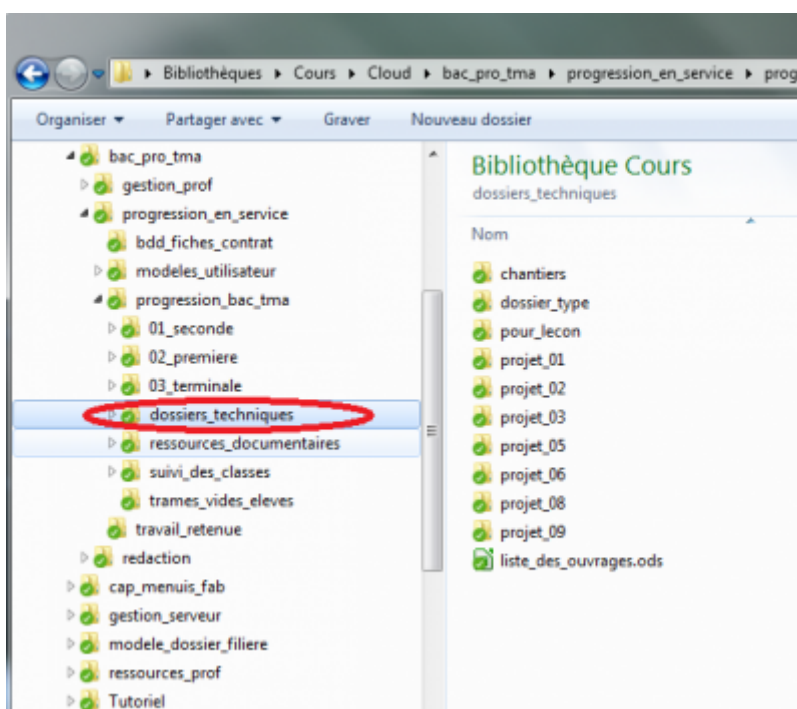 Bibliothèques Cours Cloud bac_pro_tma progression_en_service prog
Organiser Partager avec Graver Nouveau dossier
bac_pro_tma
gestion_prof
progression_en_service
bdd_fiches_contrat
modeles_utilisateur
progression_bac_tma
01_seconde
02_premiere
03_terminale
dossiers_techniques
ressources_documentaires
suivi_des_classes
trames_vides_eleves
travail_retenue
redaction
cap_menuis_fab
gestion_serveur
modele_dossier_filiere
ressources_prof
Tutoriel
Bibliothèque Cours
dossiers_techniques
Nom
chantiers
dossier_type
pour_lecon
projet_01
projet_02
projet_03
projet_05
projet_06
projet_08
projet_09
liste_des_ouvrages.ods